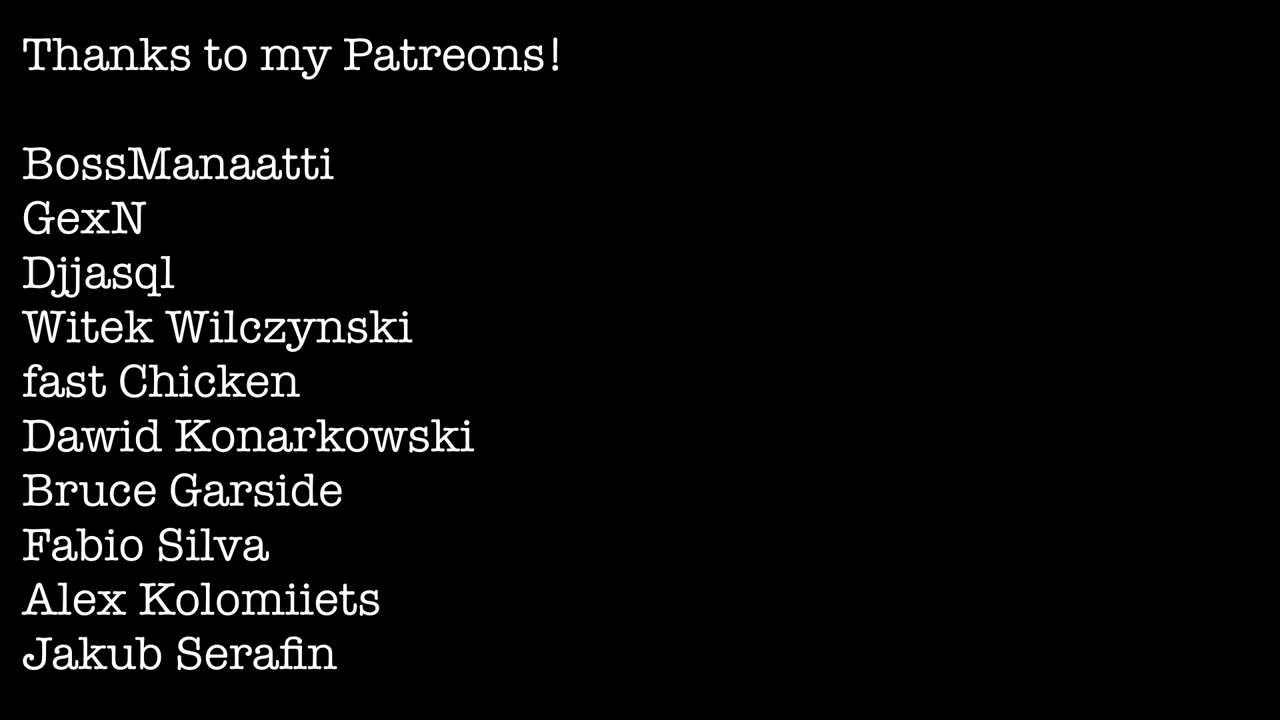 Thanks to my Patreons!
BossManaatti
GexN
Djjasql
Witek Wilczynski
fast Chicken
Dawid Konarkowski
Bruce Garside
Fabio Silva
Alex Kolomiiets
Jakub Serafin